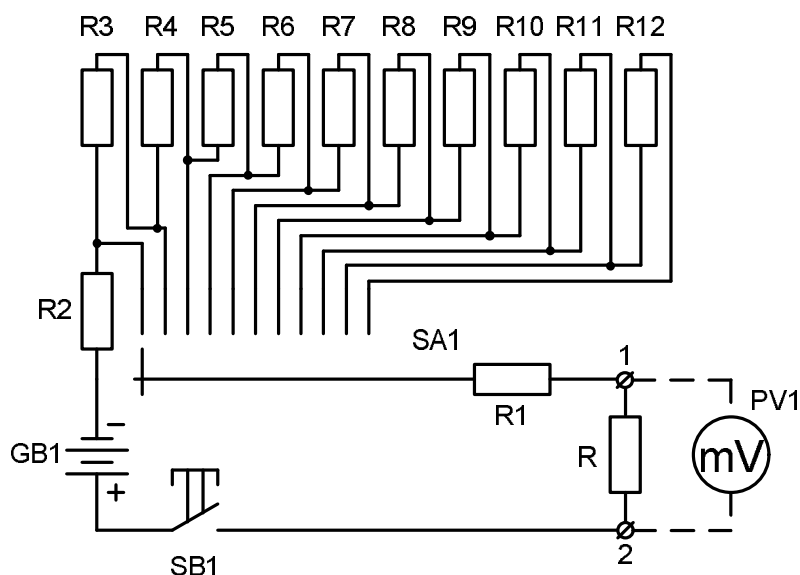 R3 R4 R5 R6 R7 R8 R9 R10 R11 R12
R2
SA1
1
R1
PV1
GB1
−
+
R
mV
SB1
2